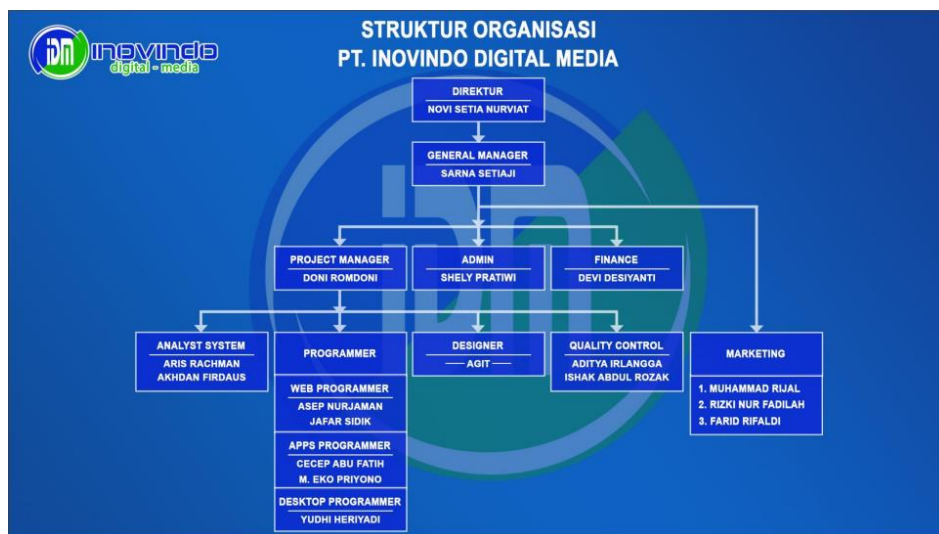 IDM INOVINDO
digital - media
STRUKTUR ORGANISASI
PT. INOVINDO DIGITAL MEDIA
DIREKTUR
NOVI SETIA NURVIAT
GENERAL MANAGER
SARNA SETIAJI
PROJECT MANAGER
DONI ROMDONI
ADMIN
SHELY PRATIWI
FINANCE
DEVI DESIYANTI
ANALYST SYSTEM
ARIS RACHMAN
AKHDAN FIRDAUS
PROGRAMMER
WEB PROGRAMMER
ASEP NURJAMAN
JAFAR SIDIK
APPS PROGRAMMER
CECEP ABU FATIH
M. EKO PRIYONO
DESKTOP PROGRAMMER
YUDHI HERIYADI
DESIGNER
AGIT
QUALITY CONTROL
ADITYA IRLANGGA
ISHAK ABDUL ROZAK
MARKETING
1. MUHAMMAD RIJAL
2. RIZKI NUR FADILAH
3. FARID RIFALDI
IDM